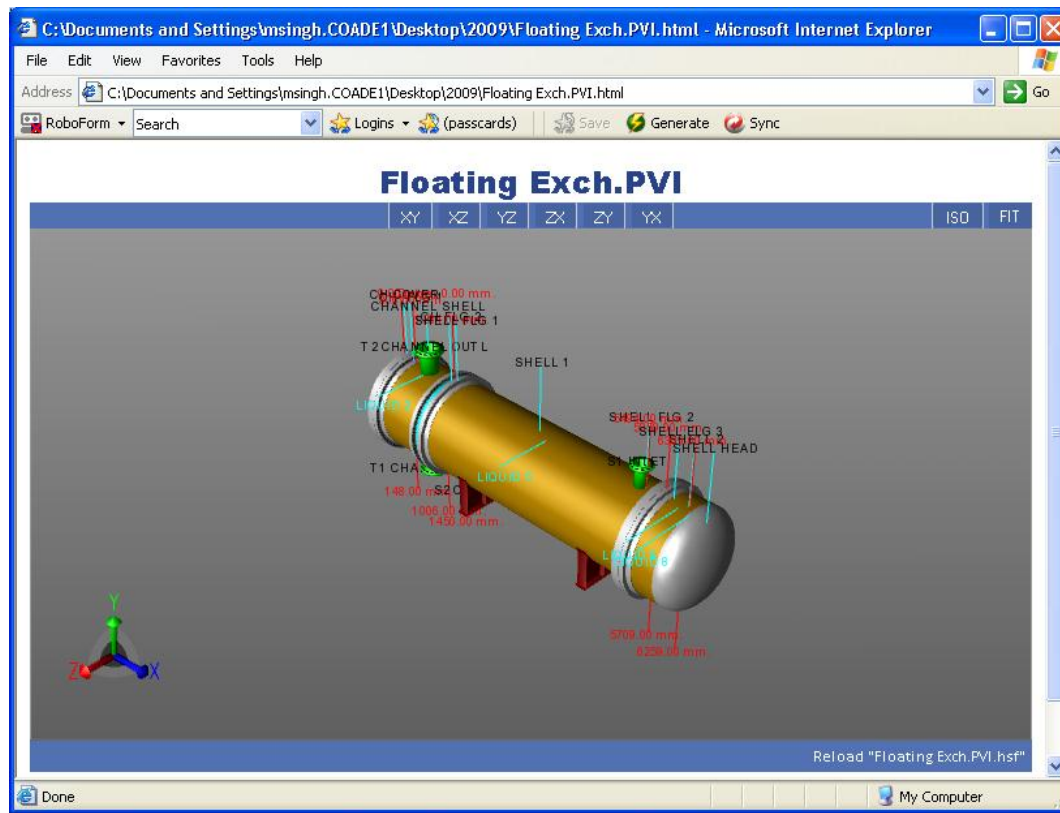 C:\Documents and Settings\msingh.COADE1\Desktop\2009\Floating Exch.PVI.html - Microsoft Internet Explorer
File Edit View Favorites Tools Help
Address C:\Documents and Settings\msingh.COADE1\Desktop\2009\Floating Exch.PVI.html Go
RoboForm Search Logins (passcards) Save Generate Sync
Floating Exch.PVI
XY XZ YZ ZX ZY YX ISO FIT
CHANNEL SHELL
SHELL FLG 1
T2 CHANNEL OUTL
SHELL 1
SHELL FLG 2
SHELL FLG 3
SHELL HEAD
T1 CHA
148.00 mm.
S2
1006.00 mm.
1450.00 mm.
5709.00 mm.
6259.00 mm.
Y
Z X
Reload "Floating Exch.PVI.hsf"
Done My Computer